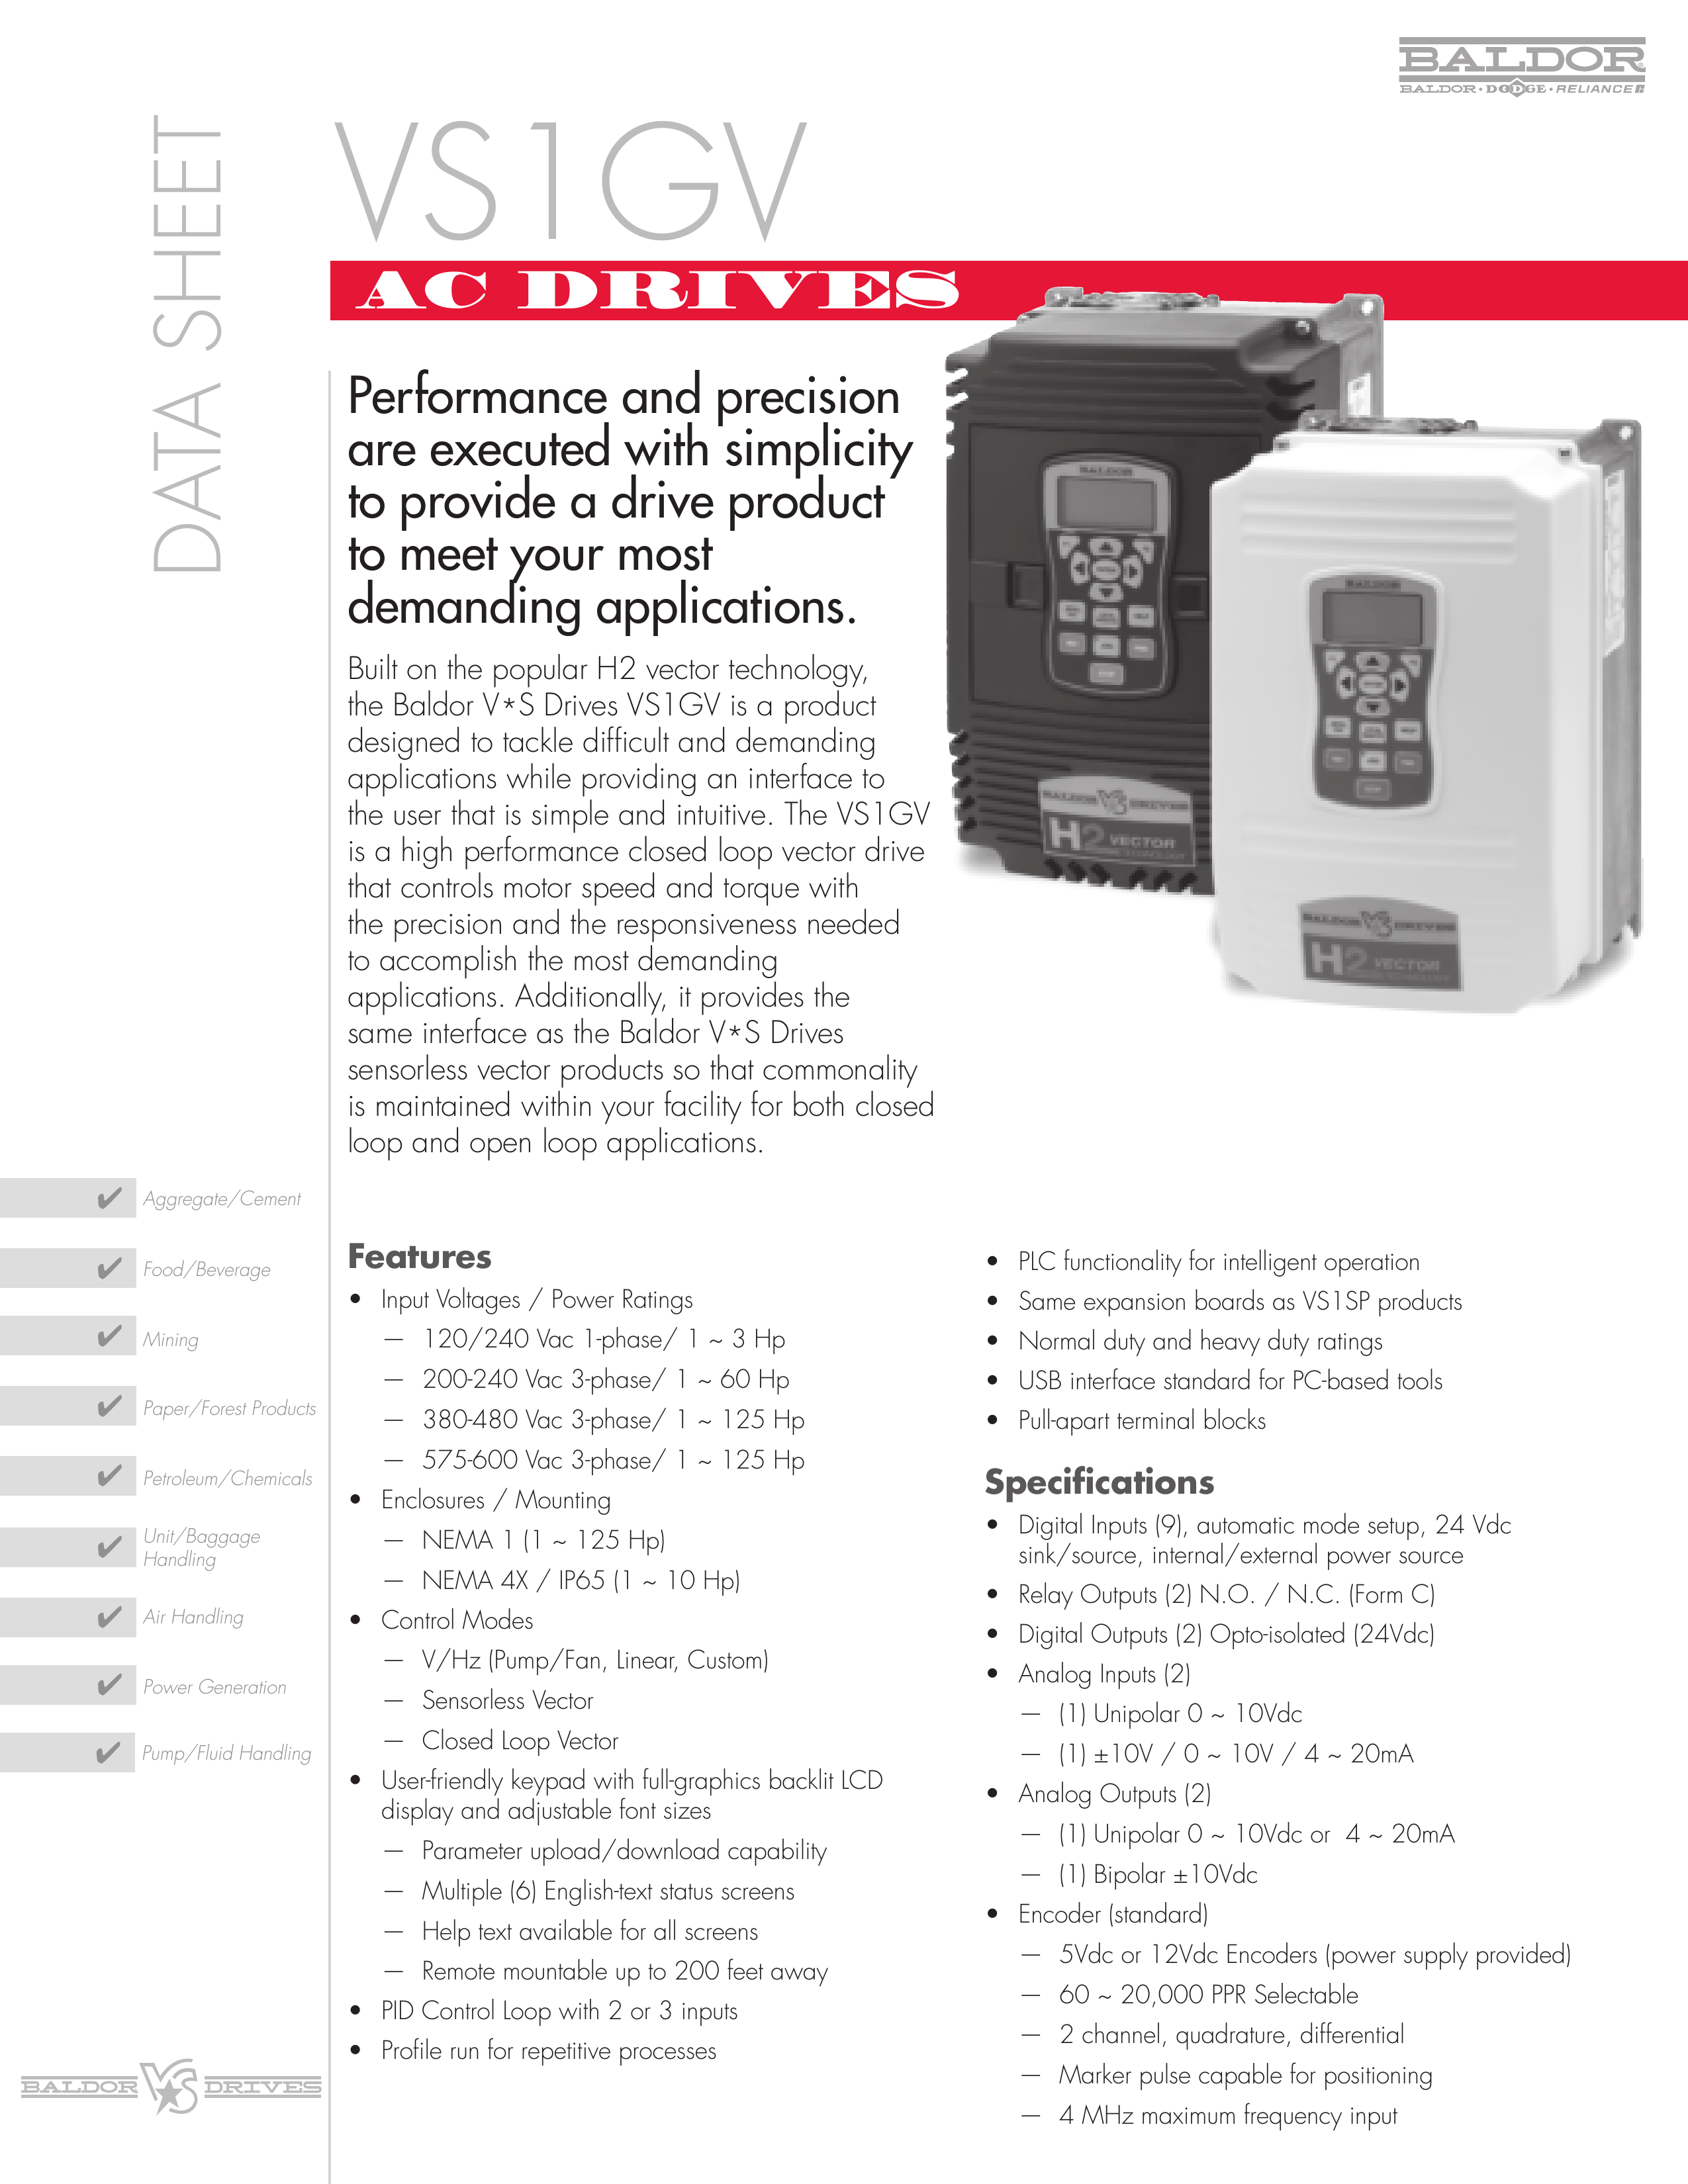 BALDOR
BALDOR • DODGE • RELIANCE
DATA SHEET
VS1GV
AC DRIVES
Performance and precision
are executed with simplicity
to provide a drive product
to meet your most
demanding applications.
Built on the popular H2 vector technology,
the Baldor V*S Drives VS1GV is a product
designed to tackle difficult and demanding
applications while providing an interface to
the user that is simple and intuitive. The VS1GV
is a high performance closed loop vector drive
that controls motor speed and torque with
the precision and the responsiveness needed
to accomplish the most demanding
applications. Additionally, it provides the
same interface as the Baldor V*S Drives
sensorless vector products so that commonality
is maintained within your facility for both closed
loop and open loop applications.
BALDOR
BALDOR VS DRIVES
H2 VECTOR
TECHNOLOGY
BALDOR
BALDOR VS DRIVES
H2 VECTOR
TECHNOLOGY
✔ Aggregate/Cement
✔ Food/Beverage
✔ Mining
✔ Paper/Forest Products
✔ Petroleum/Chemicals
✔ Unit/Baggage
Handling
✔ Air Handling
✔ Power Generation
✔ Pump/Fluid Handling
Features
• Input Voltages / Power Ratings
— 120/240 Vac 1-phase/ 1 ~ 3 Hp
— 200-240 Vac 3-phase/ 1 ~ 60 Hp
— 380-480 Vac 3-phase/ 1 ~ 125 Hp
— 575-600 Vac 3-phase/ 1 ~ 125 Hp
• Enclosures / Mounting
— NEMA 1 (1 ~ 125 Hp)
— NEMA 4X / IP65 (1 ~ 10 Hp)
• Control Modes
— V/Hz (Pump/Fan, Linear, Custom)
— Sensorless Vector
— Closed Loop Vector
• User-friendly keypad with full-graphics backlit LCD
display and adjustable font sizes
— Parameter upload/download capability
— Multiple (6) English-text status screens
— Help text available for all screens
— Remote mountable up to 200 feet away
• PID Control Loop with 2 or 3 inputs
• Profile run for repetitive processes
• PLC functionality for intelligent operation
• Same expansion boards as VS1SP products
• Normal duty and heavy duty ratings
• USB interface standard for PC-based tools
• Pull-apart terminal blocks
Specifications
• Digital Inputs (9), automatic mode setup, 24 Vdc
sink/source, internal/external power source
• Relay Outputs (2) N.O. / N.C. (Form C)
• Digital Outputs (2) Opto-isolated (24Vdc)
• Analog Inputs (2)
— (1) Unipolar 0 ~ 10Vdc
— (1) ±10V / 0 ~ 10V / 4 ~ 20mA
• Analog Outputs (2)
— (1) Unipolar 0 ~ 10Vdc or 4 ~ 20mA
— (1) Bipolar ±10Vdc
• Encoder (standard)
— 5Vdc or 12Vdc Encoders (power supply provided)
— 60 ~ 20,000 PPR Selectable
— 2 channel, quadrature, differential
— Marker pulse capable for positioning
— 4 MHz maximum frequency input
BALDOR VS DRIVES